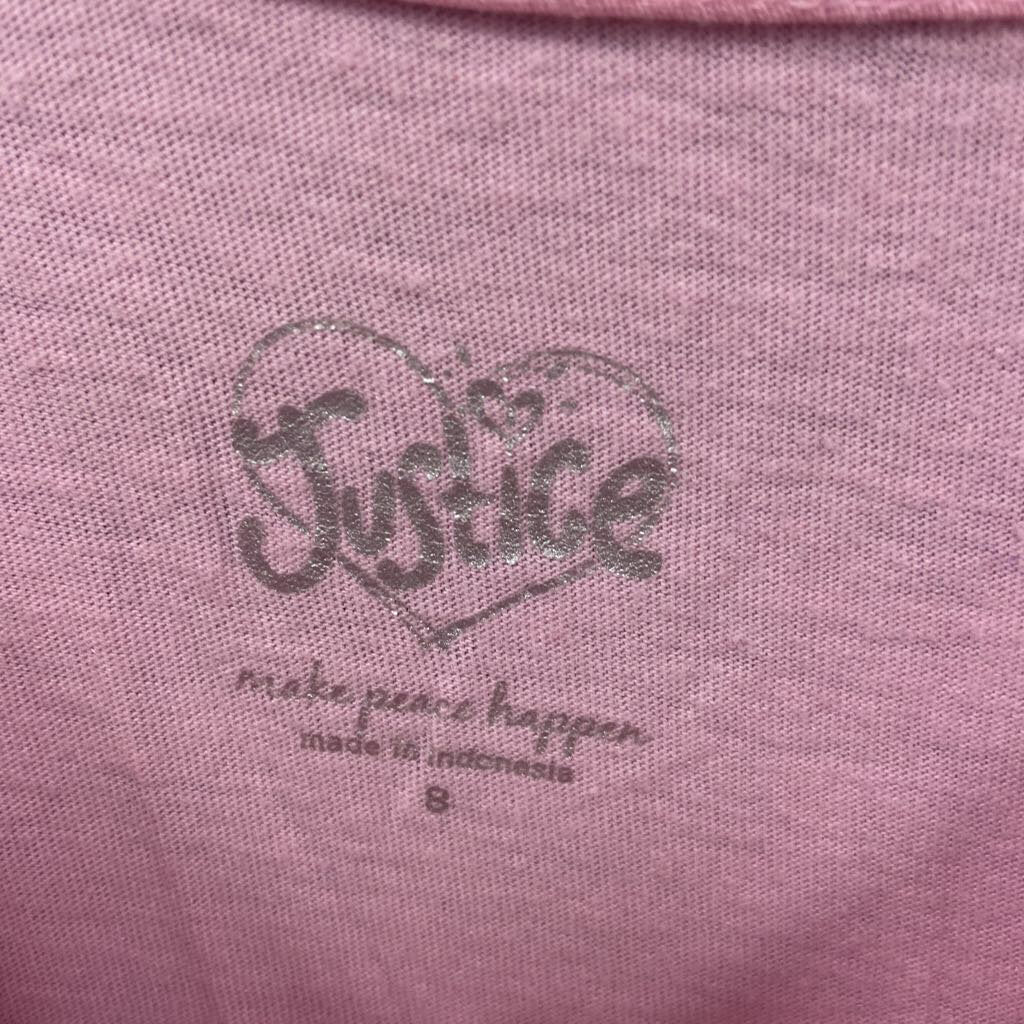 Justice
make peace happen
made in indonesia
8